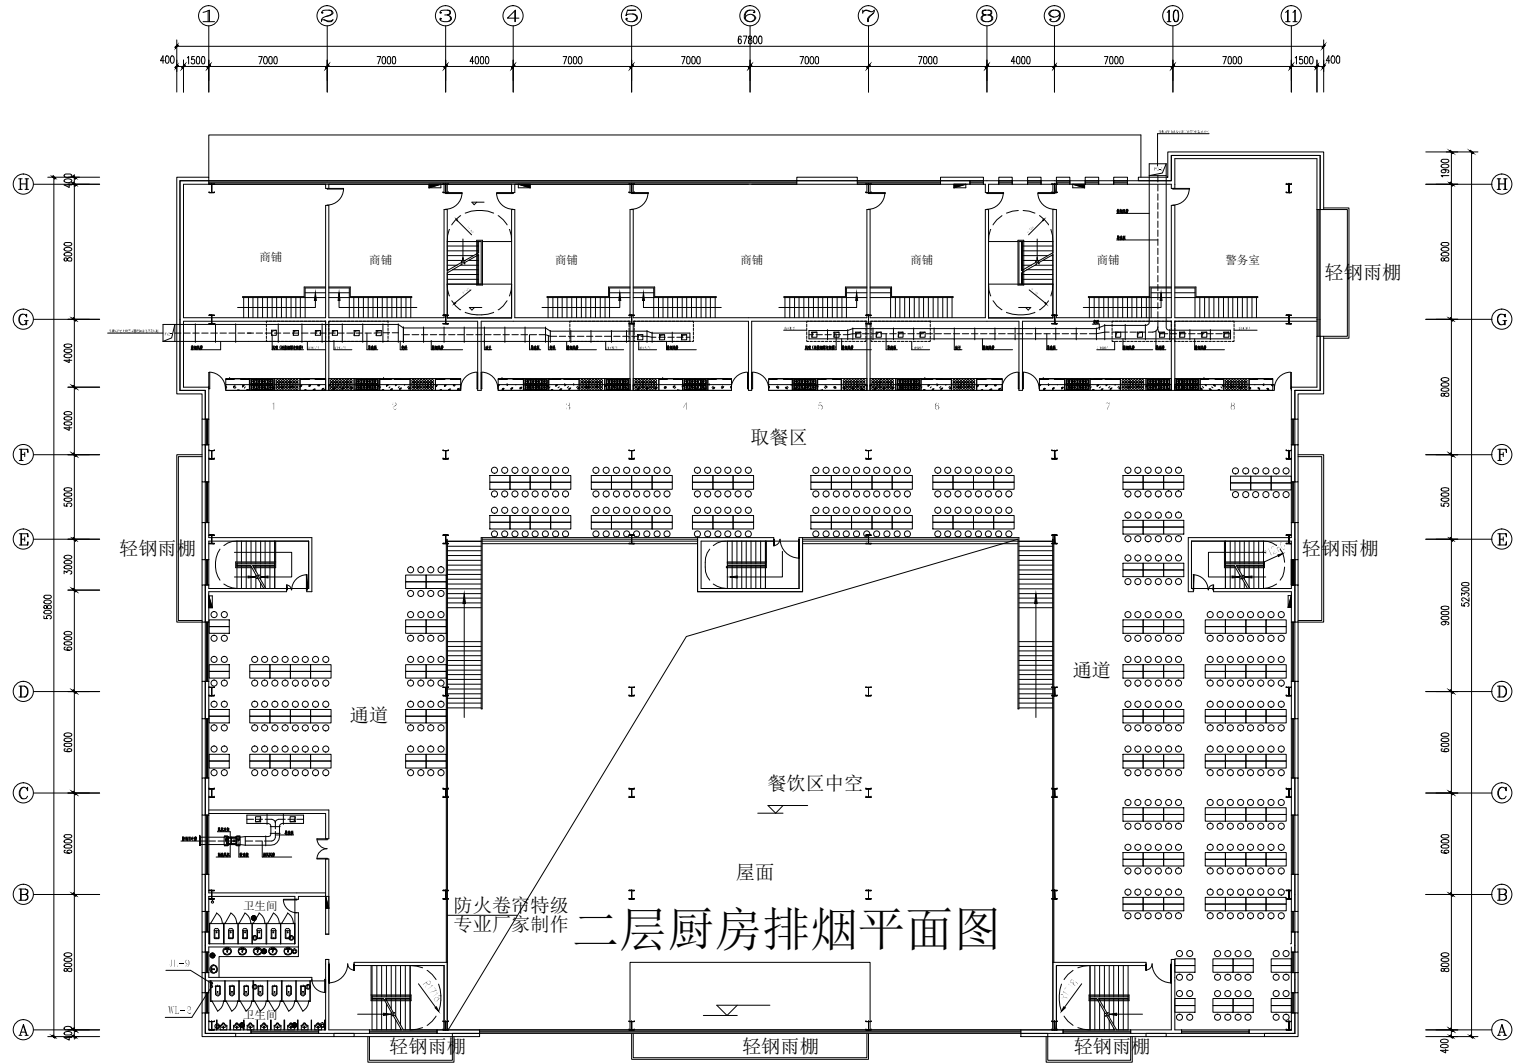 1 2 3 4 5 6 7 8 9 10 11
67800
400 1500 7000 7000 4000 7000 7000 7000 7000 4000 7000 7000 1500 400
H 400 1900 H
商铺 商铺 商铺 商铺 商铺 商铺 警务室
8000 8000
轻钢雨棚
G G
4000 8000
1 2 3 4 5 6 7 8
4000
取餐区
F F
5000 5000
E E
轻钢雨棚 轻钢雨棚
3000
50800 52300
6000 9000
通道
D D
通道
6000 6000
餐饮区中空
C C
6000 6000
屋面
B B
卫生间
防火卷帘特级
专业厂家制作
二层厨房排烟平面图
8000 8000
JL-9
WL-2
卫生间
A A
400 400
轻钢雨棚 轻钢雨棚 轻钢雨棚